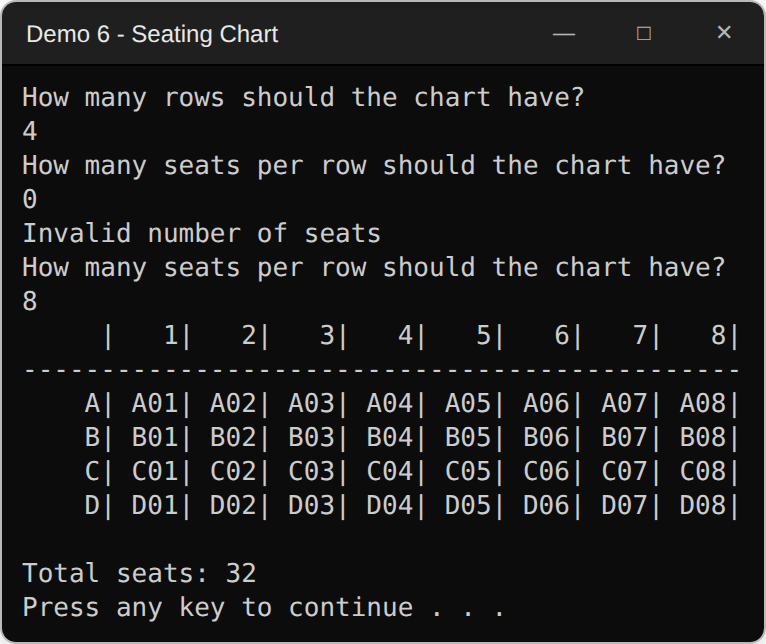 Demo 6 - Seating Chart
How many rows should the chart have?
4
How many seats per row should the chart have?
0
Invalid number of seats
How many seats per row should the chart have?
8
     |   1|   2|   3|   4|   5|   6|   7|   8|
----------------------------------------------
    A| A01| A02| A03| A04| A05| A06| A07| A08|
    B| B01| B02| B03| B04| B05| B06| B07| B08|
    C| C01| C02| C03| C04| C05| C06| C07| C08|
    D| D01| D02| D03| D04| D05| D06| D07| D08|
Total seats: 32
Press any key to continue . . .